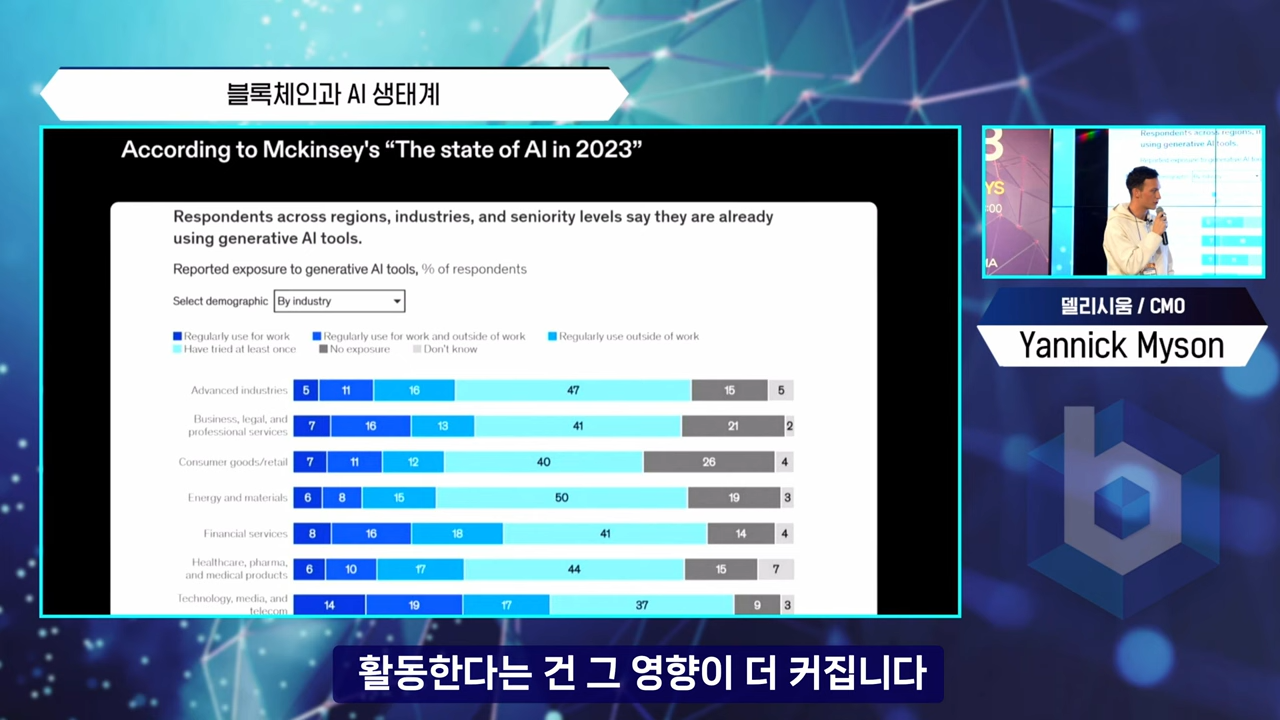 블록체인과 AI 생태계
According to Mckinsey's “The state of AI in 2023”
Respondents across regions, industries, and seniority levels say they are already
using generative AI tools.
Reported exposure to generative AI tools, % of respondents
Select demographic By industry
Regularly use for work Regularly use for work and outside of work Regularly use outside of work
Have tried at least once No exposure Don't know
Advanced industries 5 11 16 47 15 5
Business, legal, and
professional services 7 16 13 41 21 2
Consumer goods/retail 7 11 12 40 26 4
Energy and materials 6 8 15 50 19 3
Financial services 8 16 18 41 14 4
Healthcare, pharma,
and medical products 6 10 17 44 15 7
Technology, media, and
telecom 14 19 17 37 9 3
Respondents across regions,
using generative AI tools.
델리시움 / CMO
Yannick Myson
활동한다는 건 그 영향이 더 커집니다